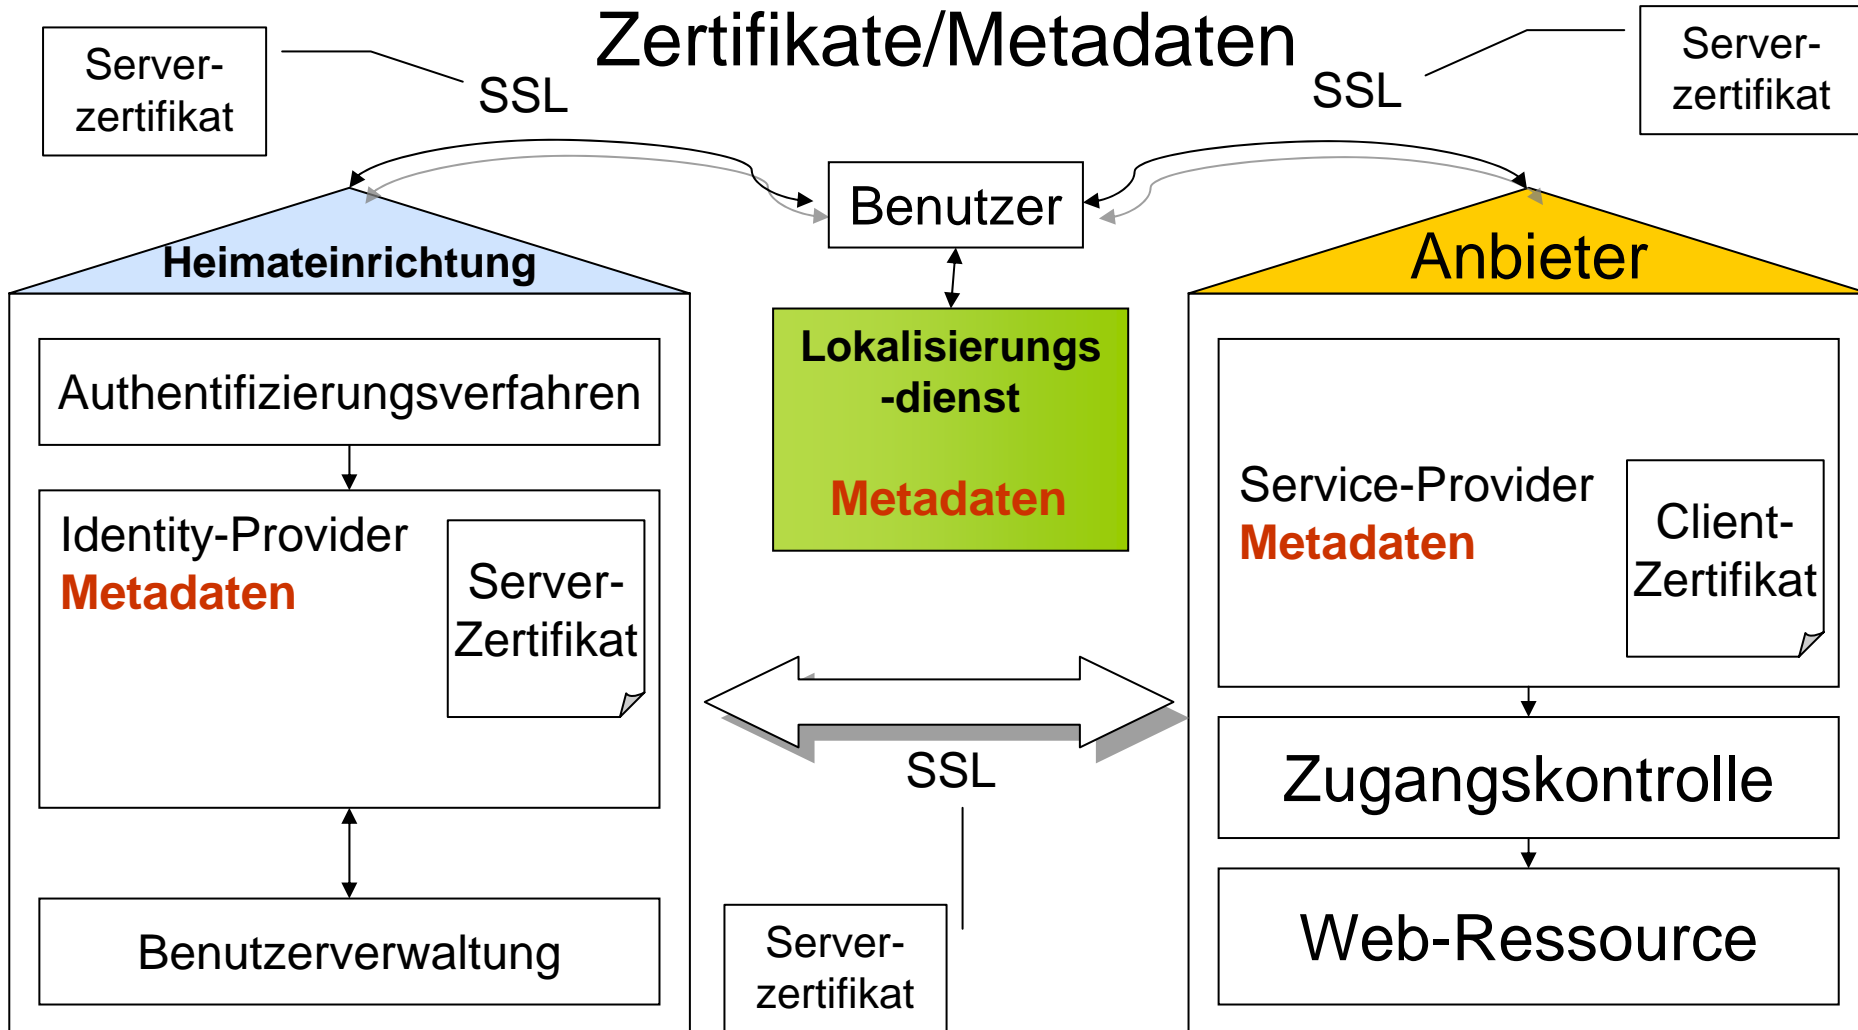 Zertifikate/Metadaten
Server-
zertifikat
SSL
SSL
Server-
zertifikat
Benutzer
Heimateinrichtung
Authentifizierungsverfahren
Identity-Provider
Metadaten
Server-
Zertifikat
Benutzerverwaltung
Lokalisierungs
-dienst
Metadaten
SSL
Server-
zertifikat
Anbieter
Service-Provider
Metadaten
Client-
Zertifikat
Zugangskontrolle
Web-Ressource